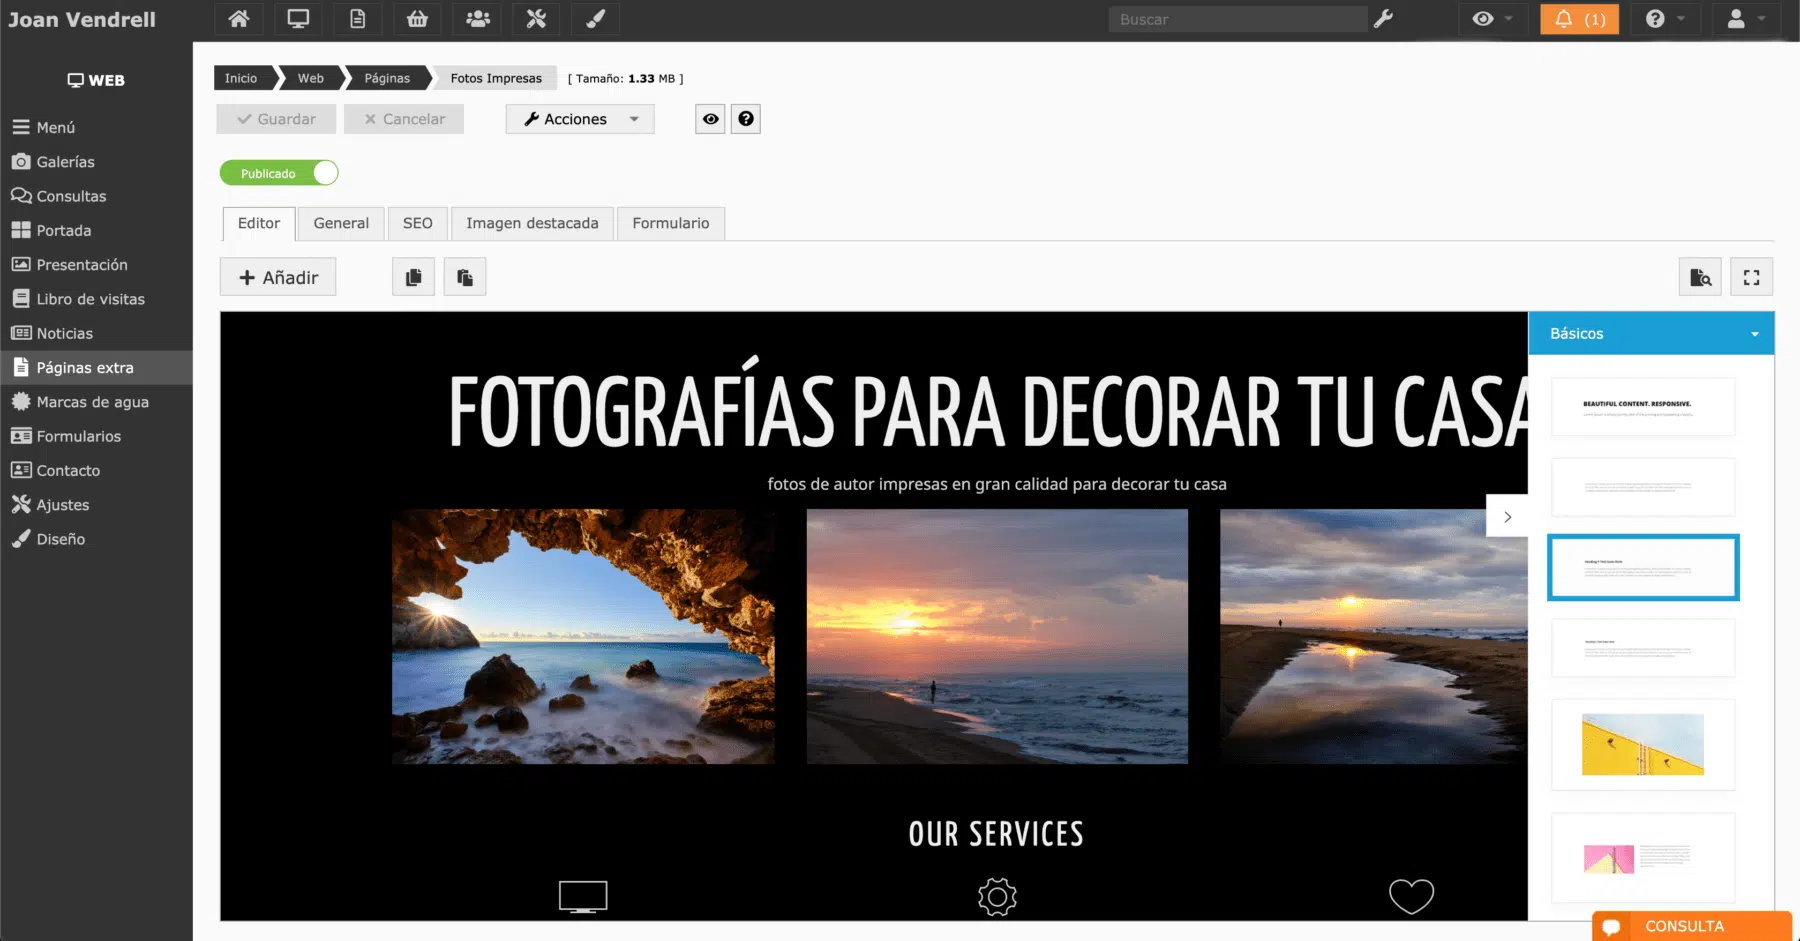 Joan Vendrell
Buscar
(1)
WEB
Menú
Galerías
Consultas
Portada
Presentación
Libro de visitas
Noticias
Páginas extra
Marcas de agua
Formularios
Contacto
Ajustes
Diseño
Inicio Web Páginas Fotos Impresas [ Tamaño: 1.33 MB ]
Guardar Cancelar Acciones
Publicado
Editor General SEO Imagen destacada Formulario
+ Añadir
FOTOGRAFÍAS PARA DECORAR TU CASA
fotos de autor impresas en gran calidad para decorar tu casa
OUR SERVICES
Básicos
BEAUTIFUL CONTENT. RESPONSIVE.
CONSULTA